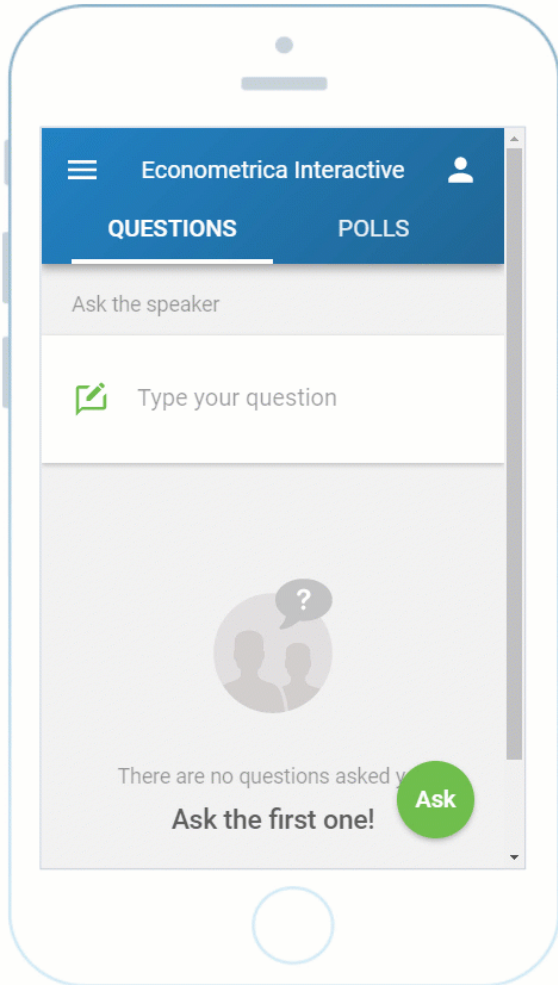 Econometrica Interactive
QUESTIONS POLLS
Ask the speaker
Type your question
?
There are no questions asked y
Ask the first one!
Ask